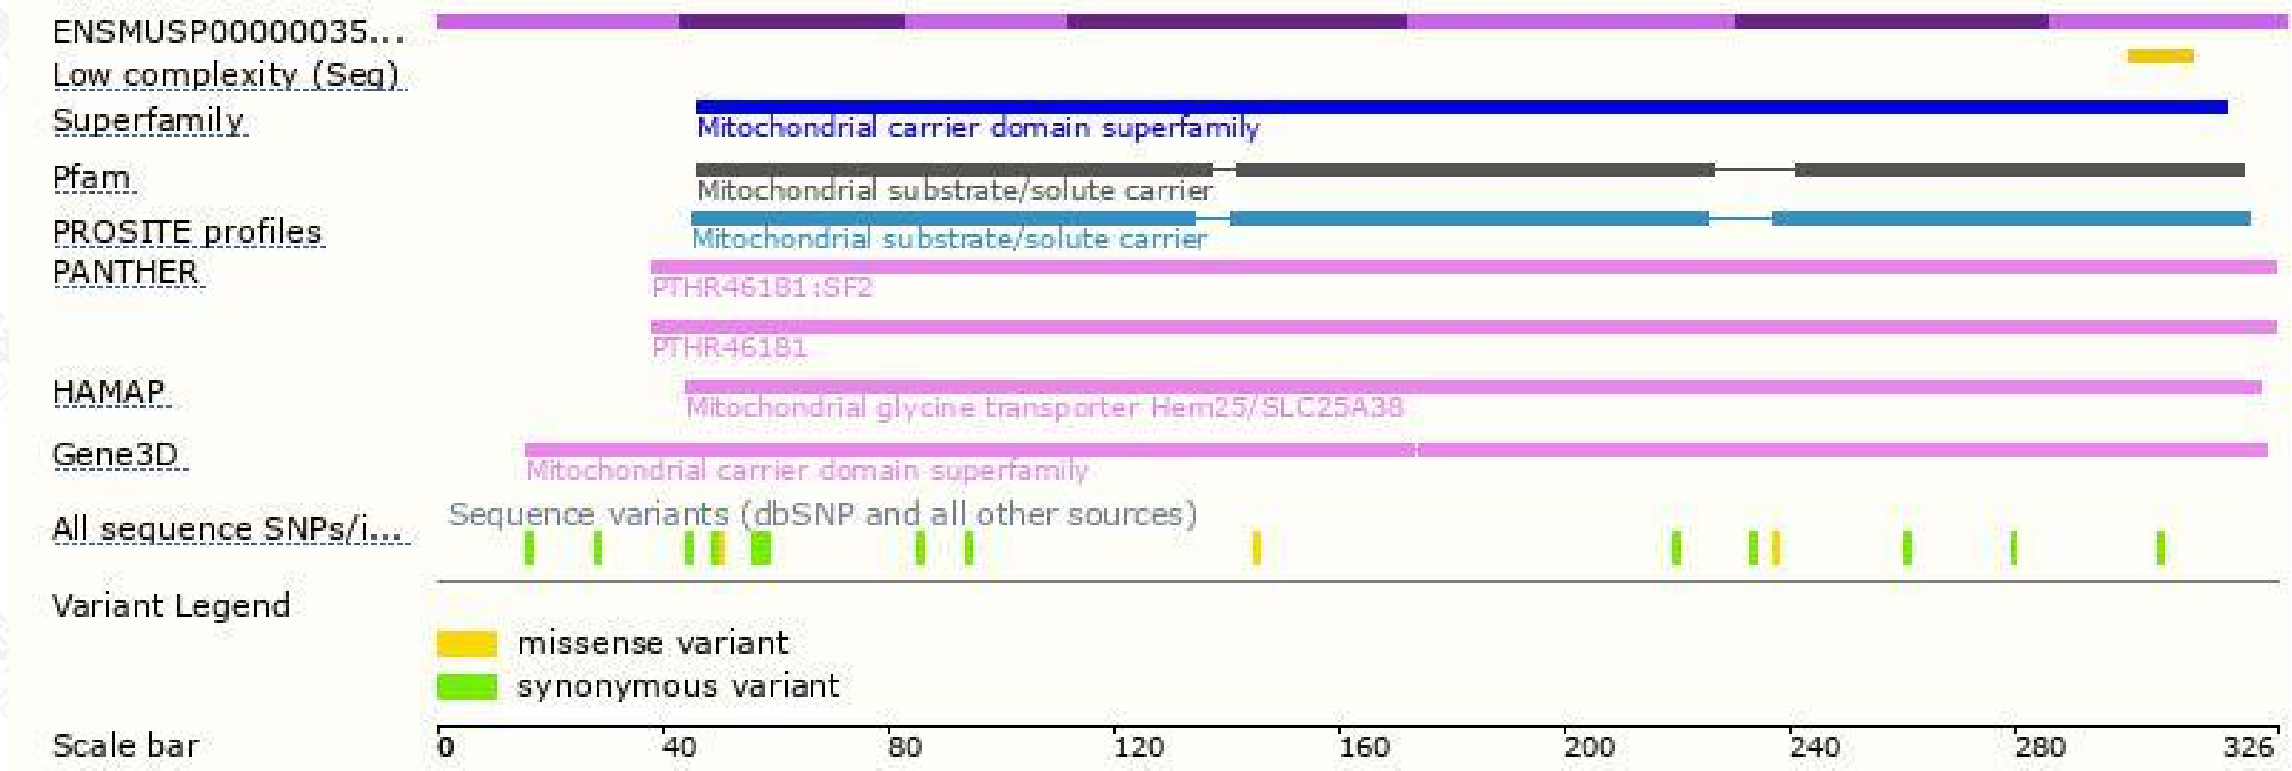 ENSMUSP00000035...
Low complexity (Seg)
Superfamily
Mitochondrial carrier domain superfamily
Pfam
Mitochondrial substrate/solute carrier
PROSITE profiles
Mitochondrial substrate/solute carrier
PANTHER
PTHR46181:SF2
PTHR46181
HAMAP
Mitochondrial glycine transporter Hem25/SLC25A38
Gene3D
Mitochondrial carrier domain superfamily
Sequence variants (dbSNP and all other sources)
All sequence SNPs/i...
Variant Legend
missense variant
synonymous variant
Scale bar 0 40 80 120 160 200 240 280 326